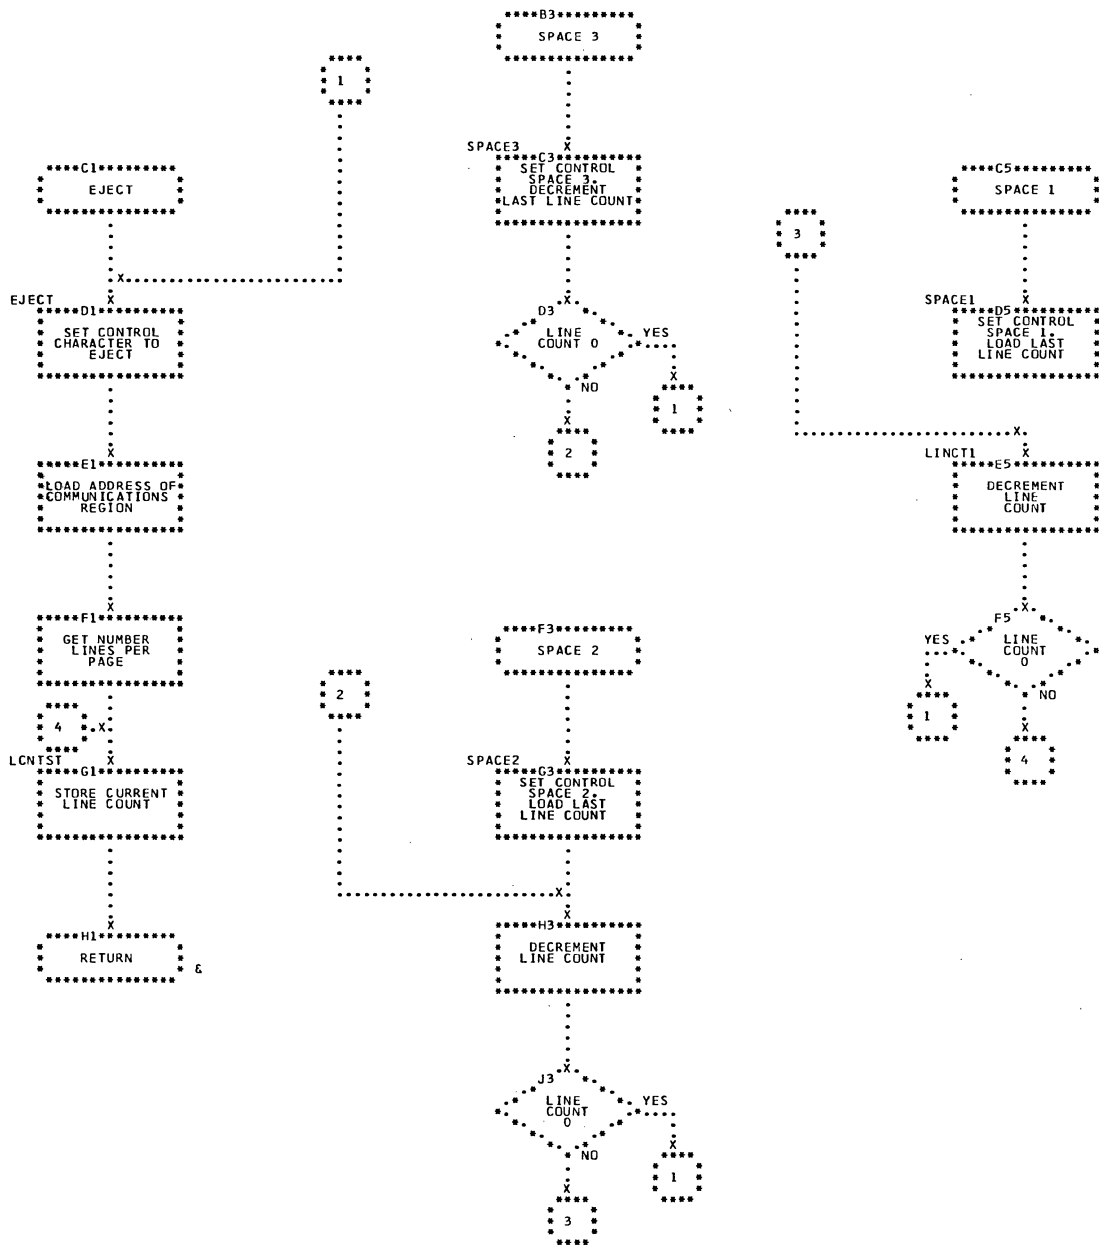 B3
SPACE 3
1
SPACE3
C3
SET CONTROL
SPACE 3.
DECREMENT
LAST LINE COUNT
C1
EJECT
C5
SPACE 1
3
EJECT
D1
SET CONTROL
CHARACTER TO
EJECT
D3
LINE
COUNT 0
YES
NO
1
2
SPACE1
D5
SET CONTROL
SPACE 1.
LOAD LAST
LINE COUNT
E1
LOAD ADDRESS OF
COMMUNICATIONS
REGION
LINCT1
E5
DECREMENT
LINE
COUNT
F1
GET NUMBER
LINES PER
PAGE
F3
SPACE 2
F5
YES
LINE
COUNT
0
NO
1
4
2
4
LCNTST
G1
STORE CURRENT
LINE COUNT
SPACE2
G3
SET CONTROL
SPACE 2.
LOAD LAST
LINE COUNT
H1
RETURN
&
H3
DECREMENT
LINE COUNT
J3
LINE
COUNT
0
YES
NO
1
3